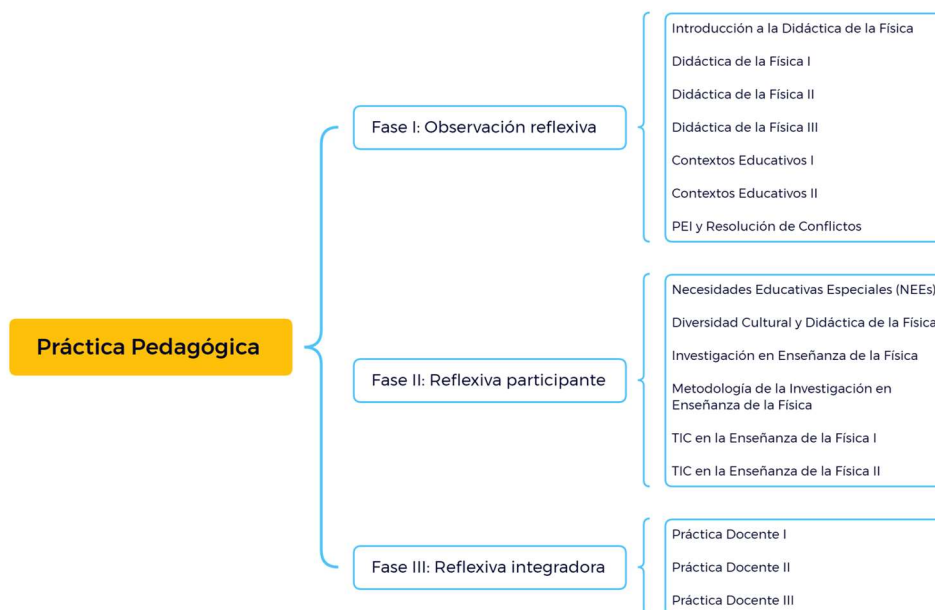 Práctica Pedagógica
Fase I: Observación reflexiva
Introducción a la Didáctica de la Física
Didáctica de la Física I
Didáctica de la Física II
Didáctica de la Física III
Contextos Educativos I
Contextos Educativos II
PEI y Resolución de Conflictos
Fase II: Reflexiva participante
Necesidades Educativas Especiales (NEEs)
Diversidad Cultural y Didáctica de la Física
Investigación en Enseñanza de la Física
Metodología de la Investigación en
Enseñanza de la Física
TIC en la Enseñanza de la Física I
TIC en la Enseñanza de la Física II
Fase III: Reflexiva integradora
Práctica Docente I
Práctica Docente II
Práctica Docente III